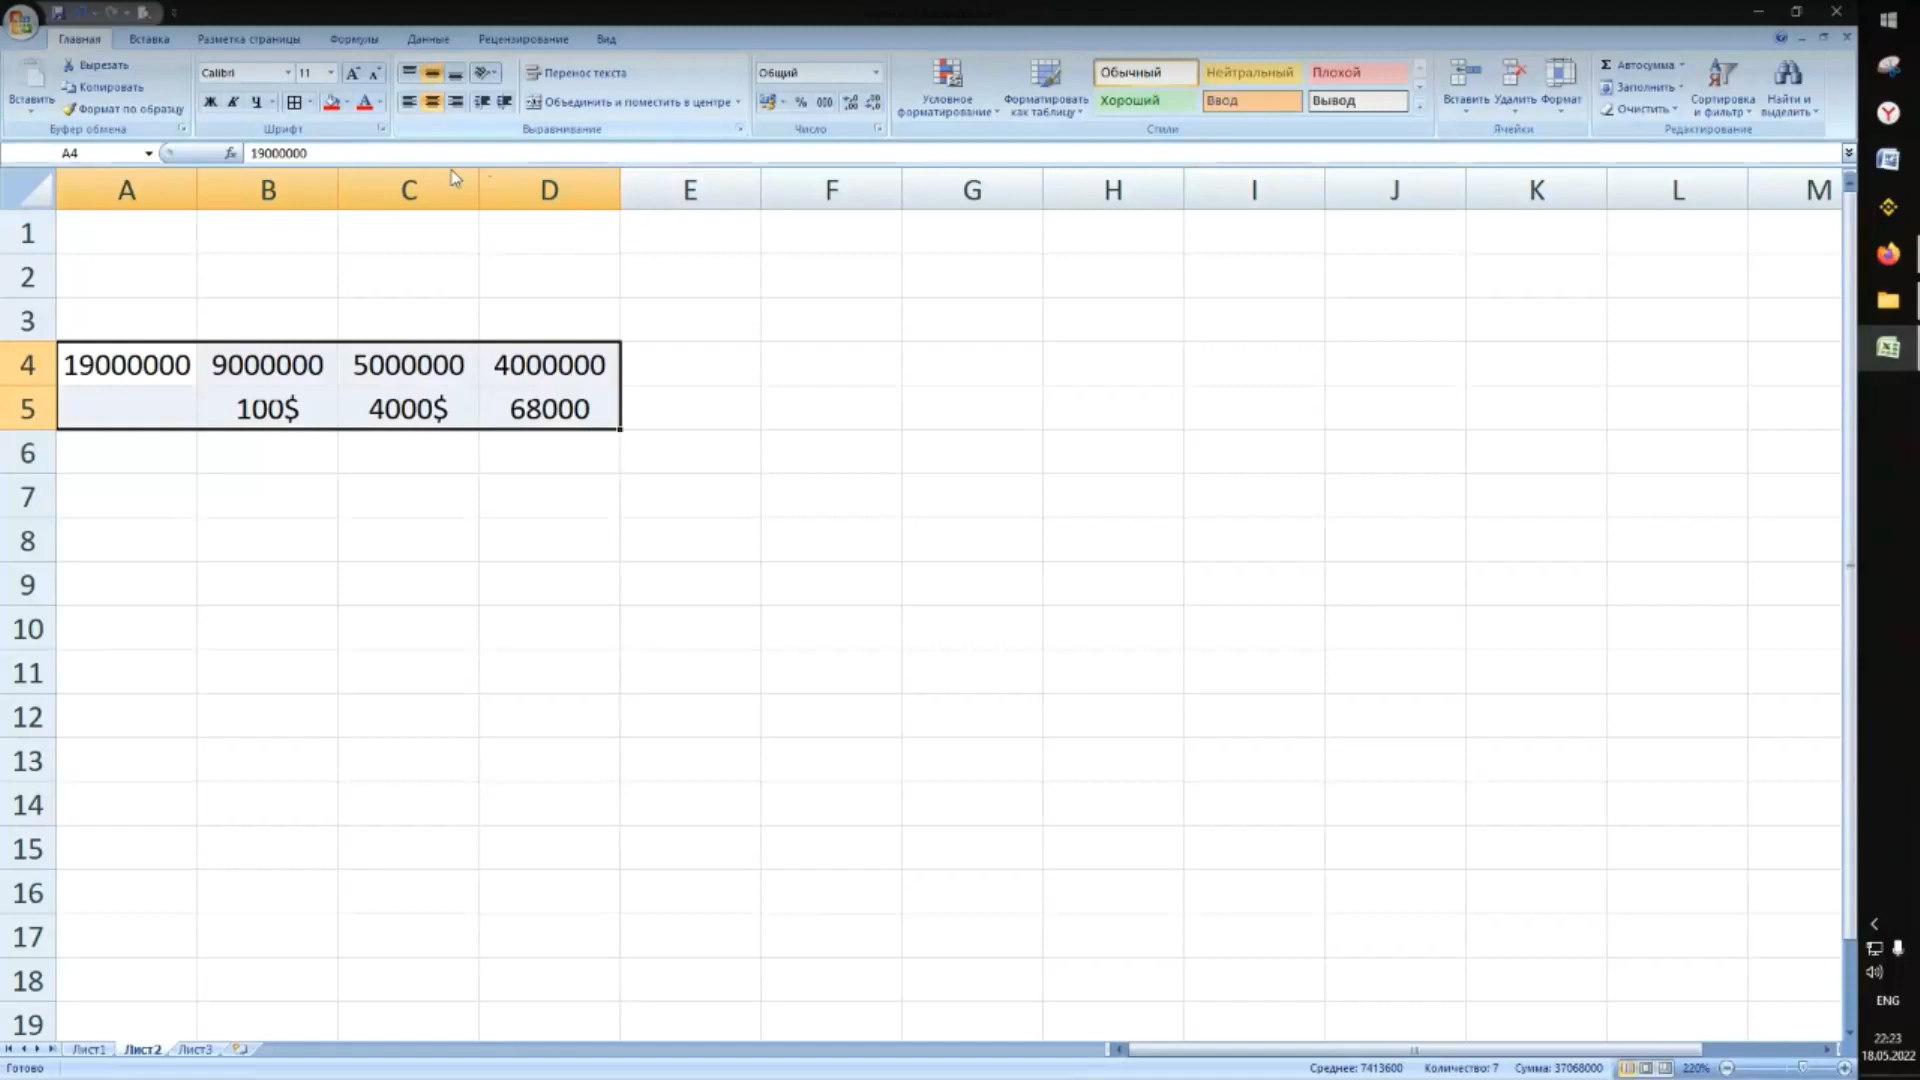 Главная Вставка Разметка страницы Формулы Данные Рецензирование Вид
Вставить
Вырезать
Копировать
Формат по образцу
Буфер обмена
Calibri 11
Ж К Ч
Шрифт
Перенос текста
Объединить и поместить в центре
Выравнивание
Общий
% 000
Число
Условное форматирование
Форматировать как таблицу
Обычный Нейтральный Плохой
Хороший Ввод Вывод
Стили
Вставить Удалить Формат
Ячейки
Σ Автосумма
Заполнить
Очистить
Сортировка и фильтр
Найти и выделить
Редактирование
A4 fx 19000000
A B C D E F G H I J K L M
1
2
3
4 19000000 9000000 5000000 4000000
5 100$ 4000$ 68000
6
7
8
9
10
11
12
13
14
15
16
17
18
19
Лист1 Лист2 Лист3
Готово Среднее: 7413600 Количество: 7 Сумма: 37068000 220%
ENG
22:23
18.05.2022